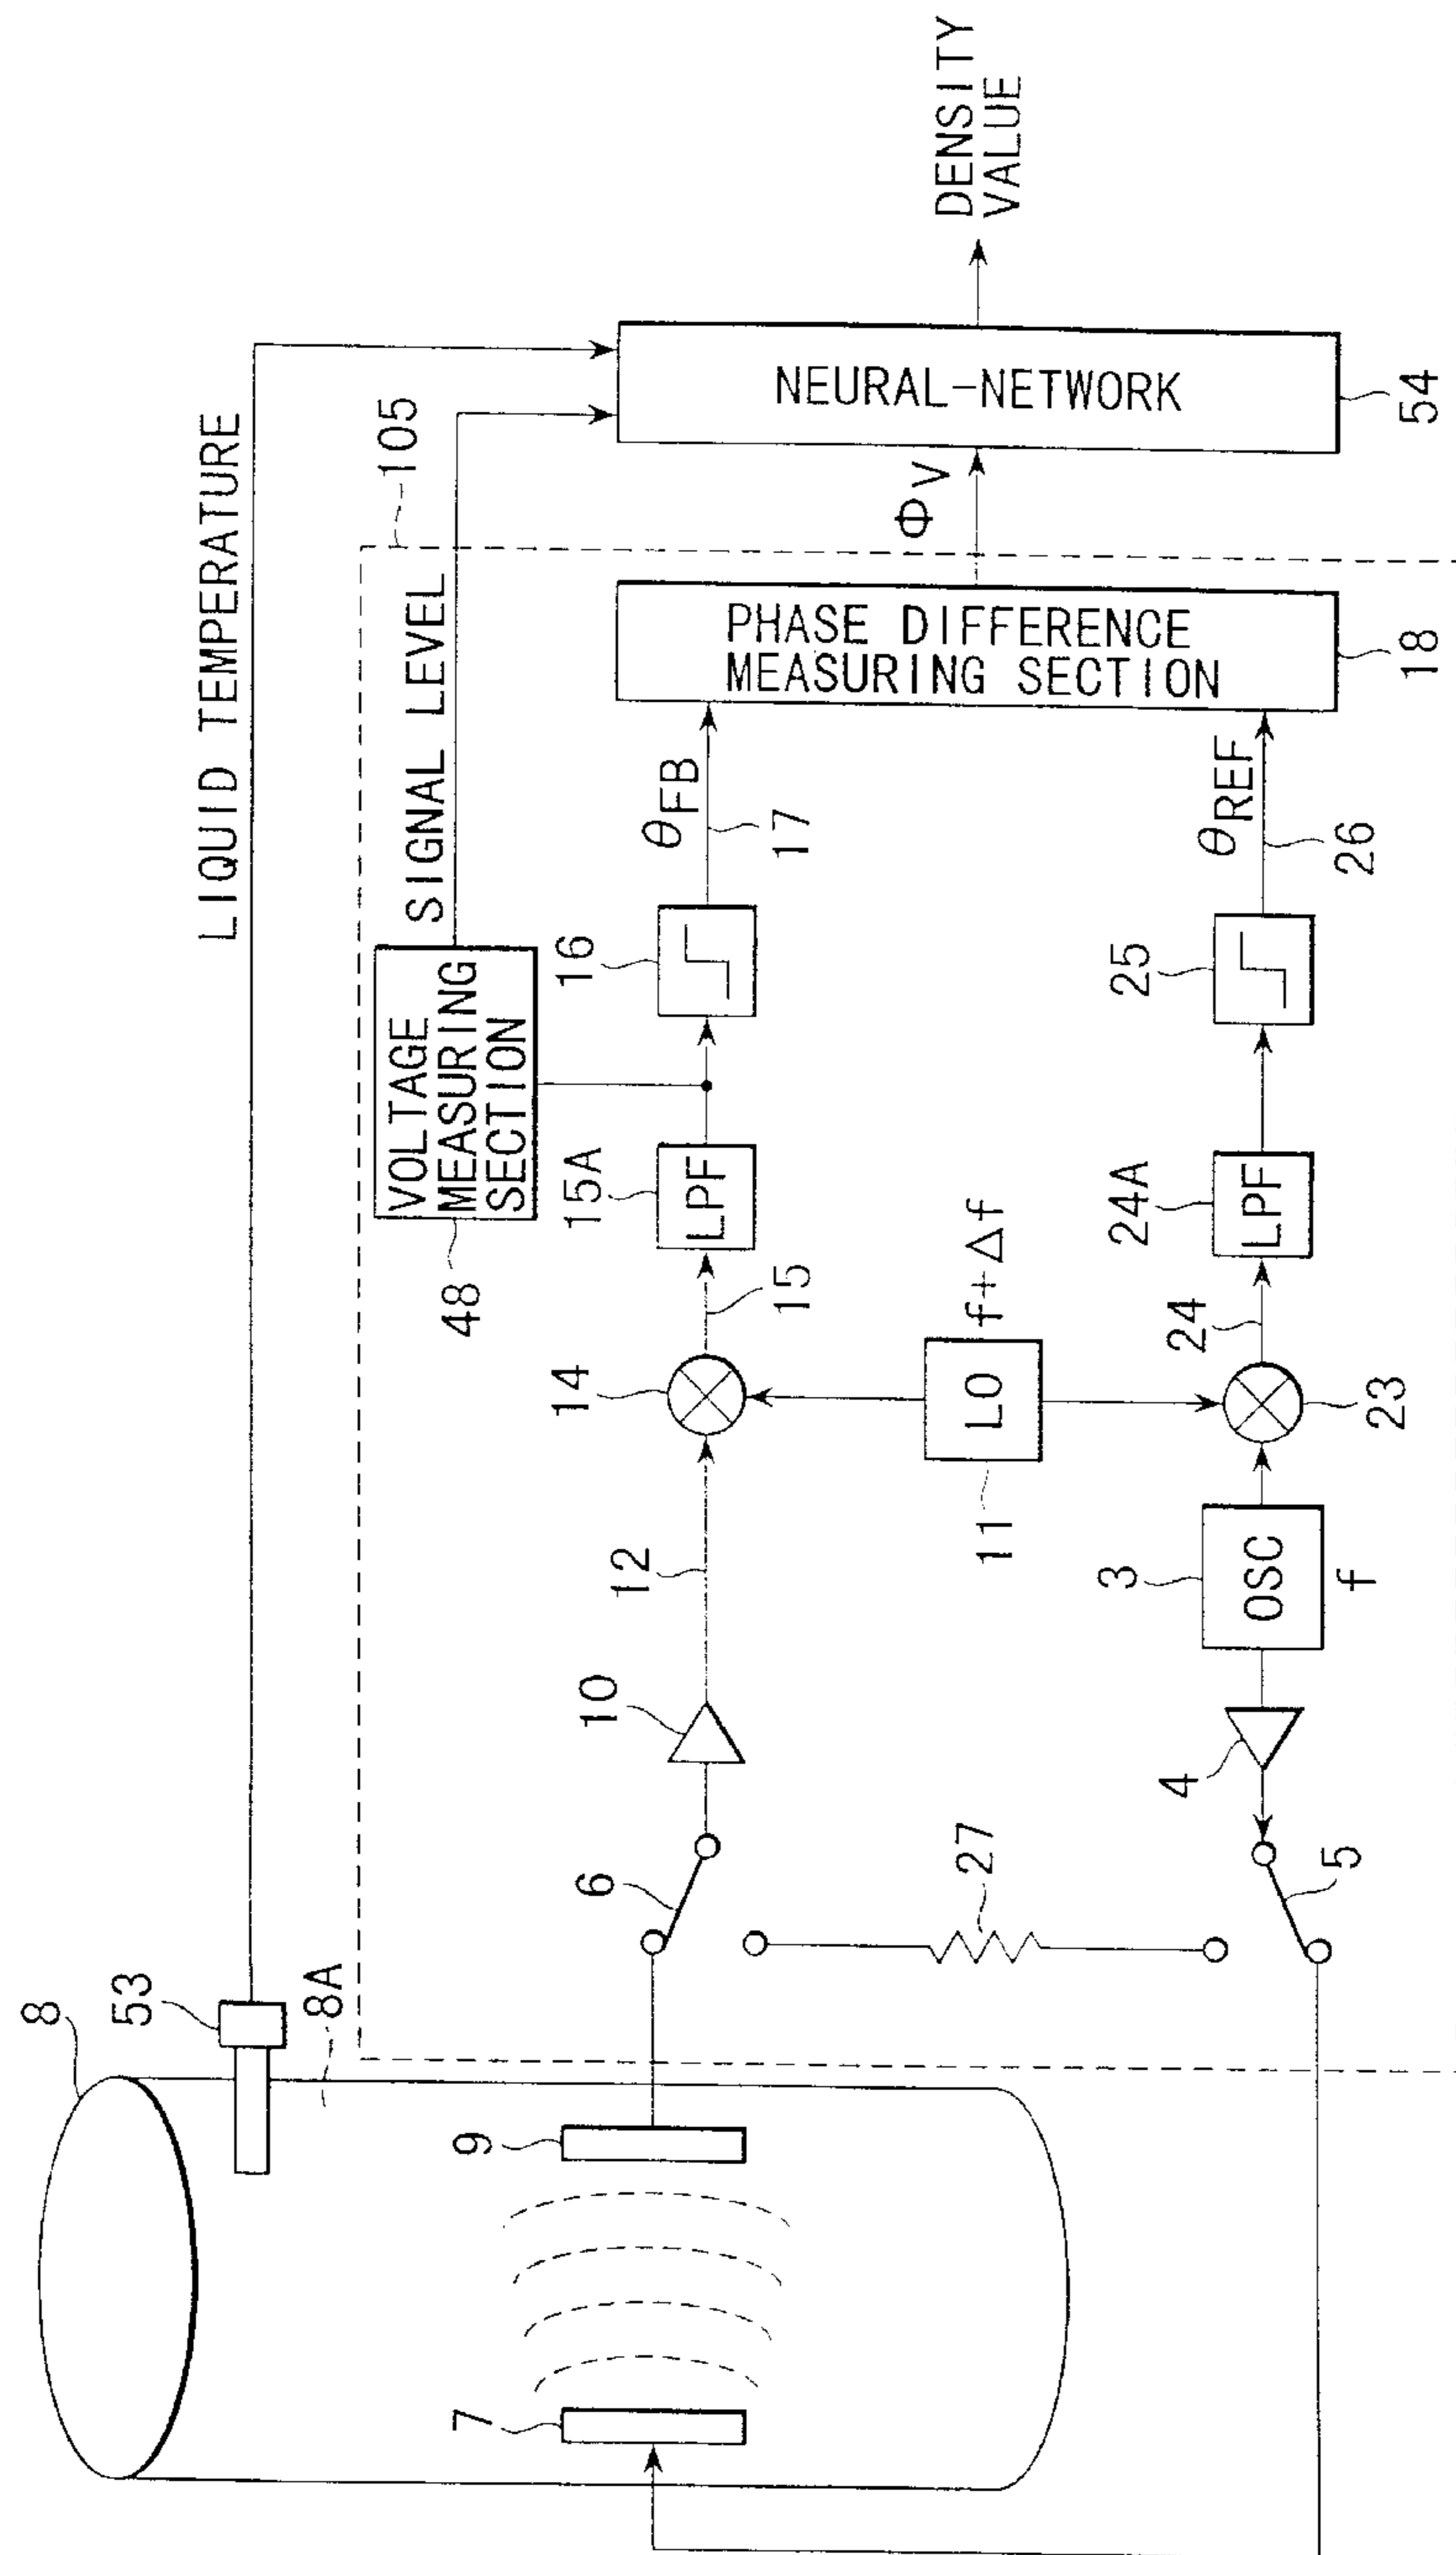 LIQUID TEMPERATURE
8
53
8A
105
VOLTAGE
MEASURING
SECTION
48
SIGNAL LEVEL
9
7
6
10
12
14
15
15A
LPF
16
θFB
17
27
11
LO
f+Δf
PHASE DIFFERENCE
MEASURING SECTION
18
ΦV
NEURAL-NETWORK
54
DENSITY
VALUE
5
4
3
OSC
f
23
24
24A
LPF
25
θREF
26